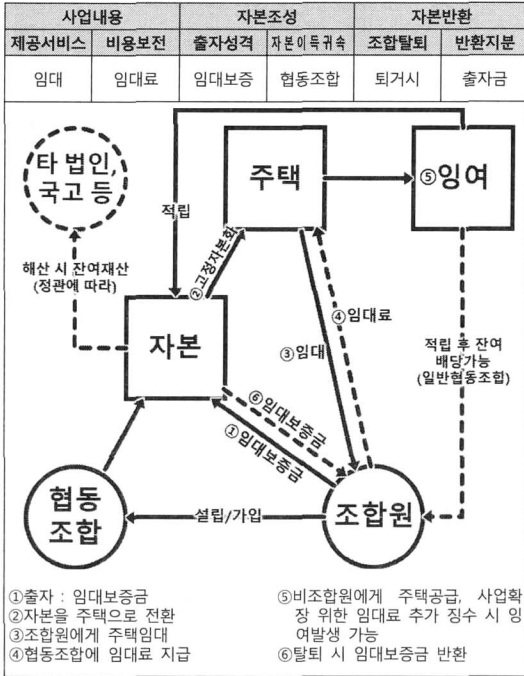 사업내용 자본조성 자본반환
제공서비스 비용보전 출자성격 자본이득귀속 조합탈퇴 반환지분
임대 임대료 임대보증 협동조합 퇴거시 출자금
타 법인,
국고 등
주택
⑤잉여
적립
②고정자본화
해산 시 잔여재산
(정관에 따라)
④임대료
자본
③임대
적립 후 잔여
배당가능
(일반협동조합)
⑥임대보증금
①임대보증금
협동
조합
설립/가입
조합원
①출자 : 임대보증금
②자본을 주택으로 전환
③조합원에게 주택임대
④협동조합에 임대료 지급
⑤비조합원에게 주택공급, 사업확
장 위한 임대료 추가 징수 시 잉
여발생 가능
⑥탈퇴 시 임대보증금 반환